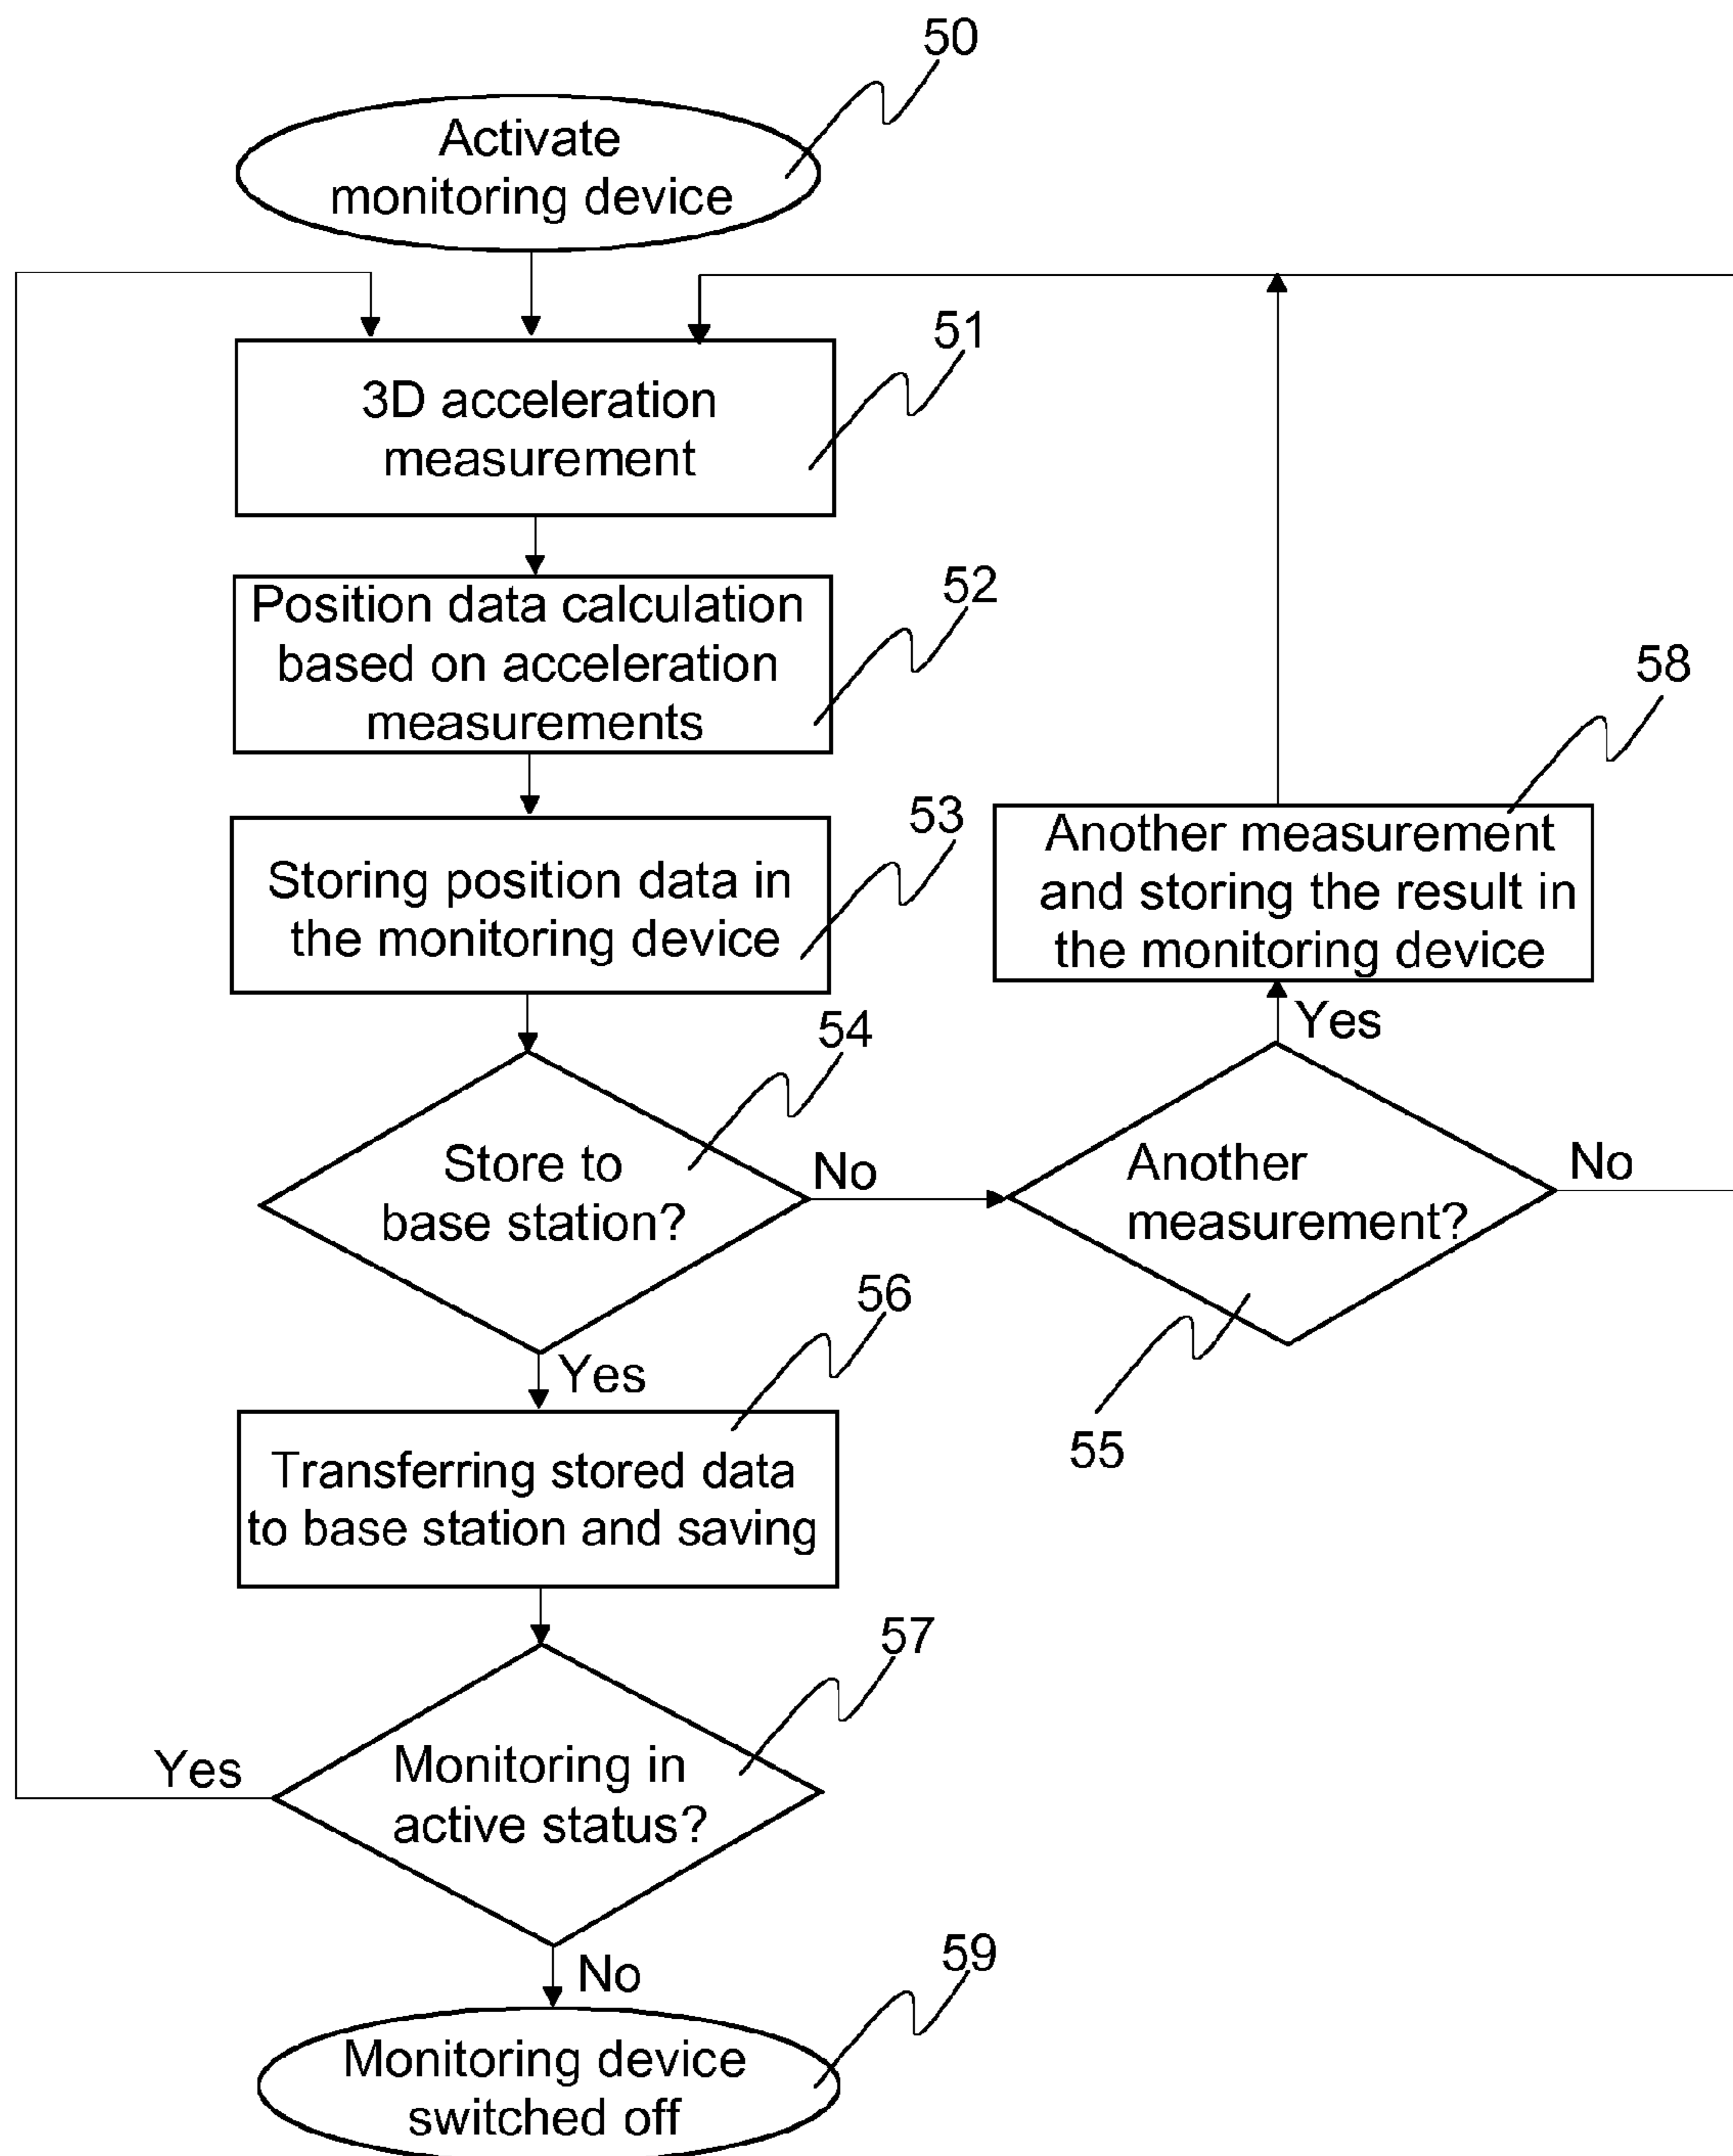 50
Activate
monitoring device
51
3D acceleration
measurement
52
Position data calculation
based on acceleration
measurements
58
53
Storing position data in
the monitoring device
Another measurement
and storing the result in
the monitoring device
Yes
54
Store to
base station?
No
Another
measurement?
No
56
Yes
55
Transferring stored data
to base station and saving
57
Yes
Monitoring in
active status?
59
No
Monitoring device
switched off